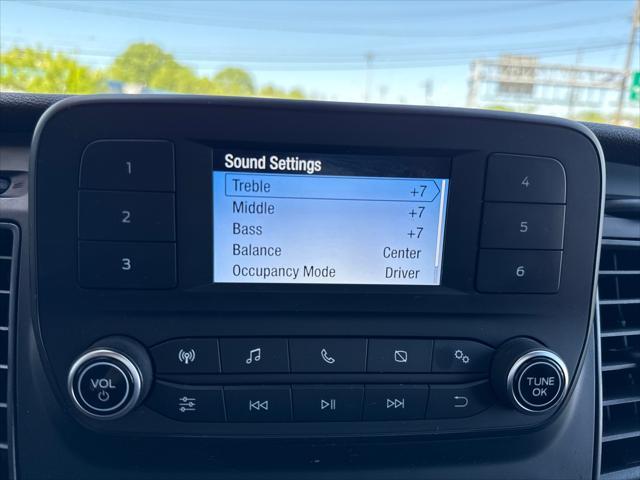 Sound Settings
Treble +7
Middle +7
Bass +7
Balance Center
Occupancy Mode Driver
1
2
3
4
5
6
VOL
TUNE
OK